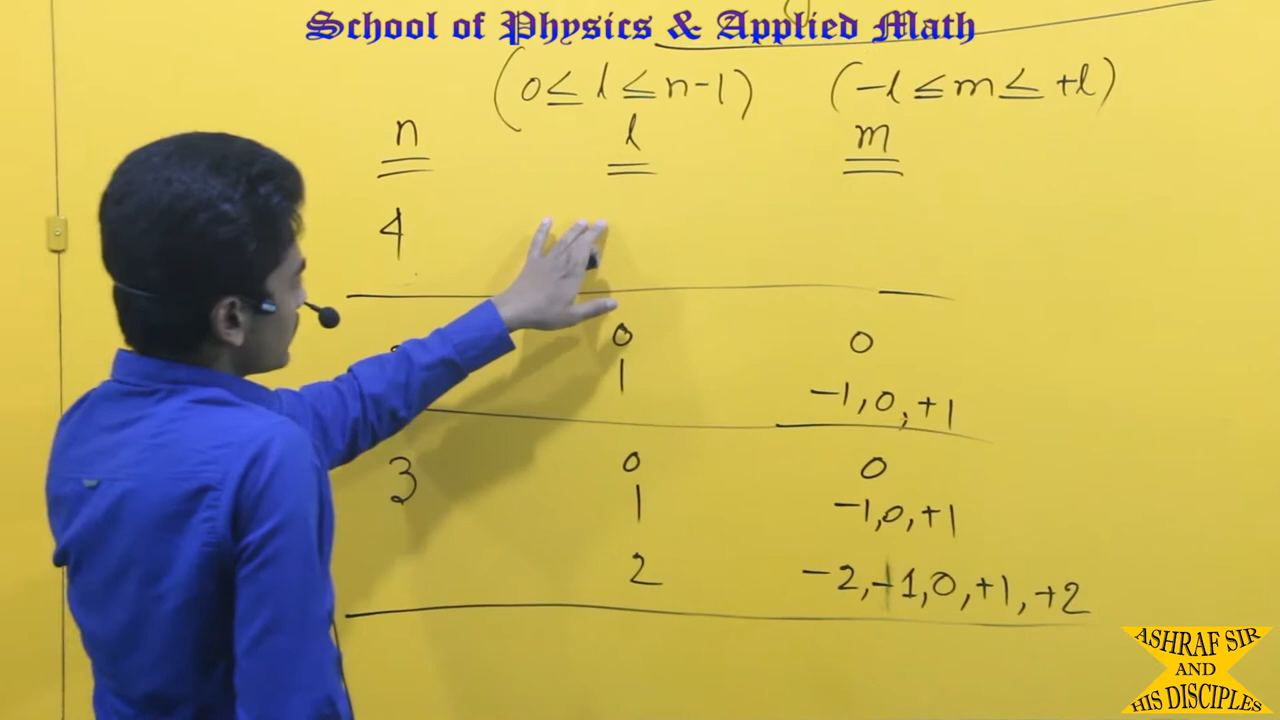 School of Physics & Applied Math
(0≤l≤n-1) (-l≤m≤+l)
n l m
4
0 0
1 -1,0,+1
3 0 0
1 -1,0,+1
2 -2,-1,0,+1,+2
ASHRAF SIR
AND
HIS DISCIPLES